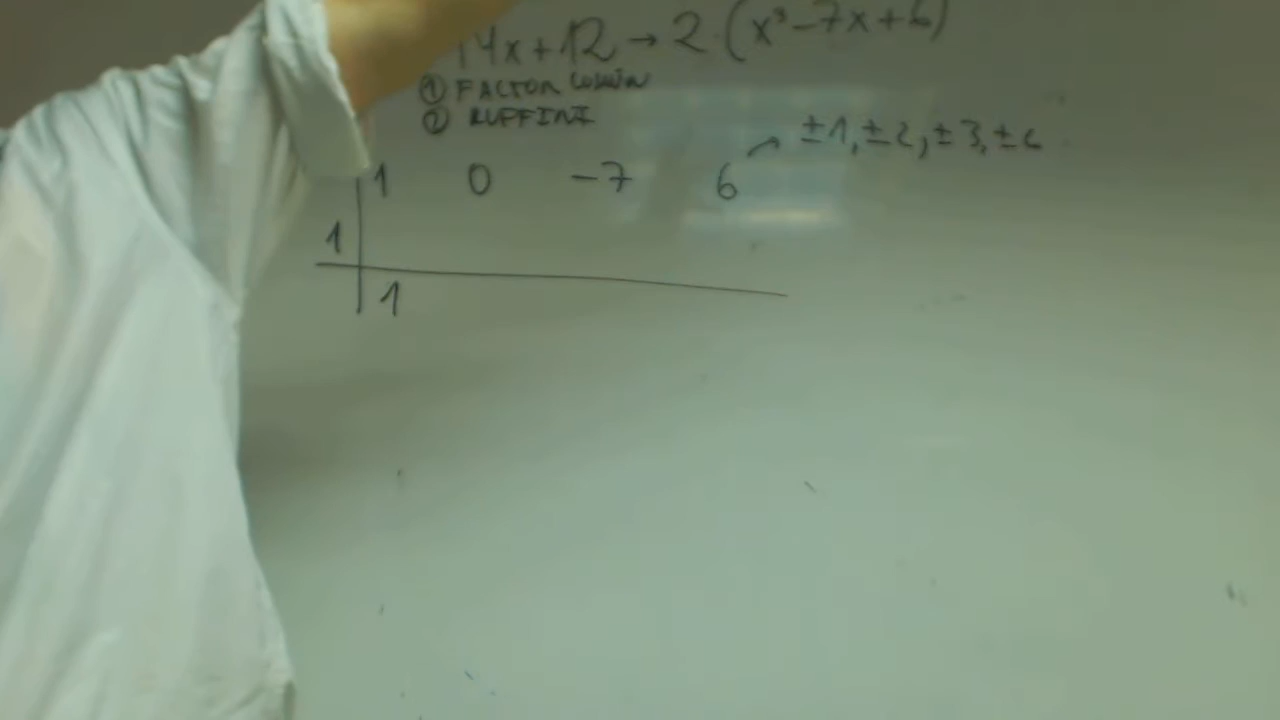 14x+12→2·(x³-7x+6)
① FACTOR COMÚN
② RUFFINI
±1,±2,±3,±6
1 0 -7 6
1
1